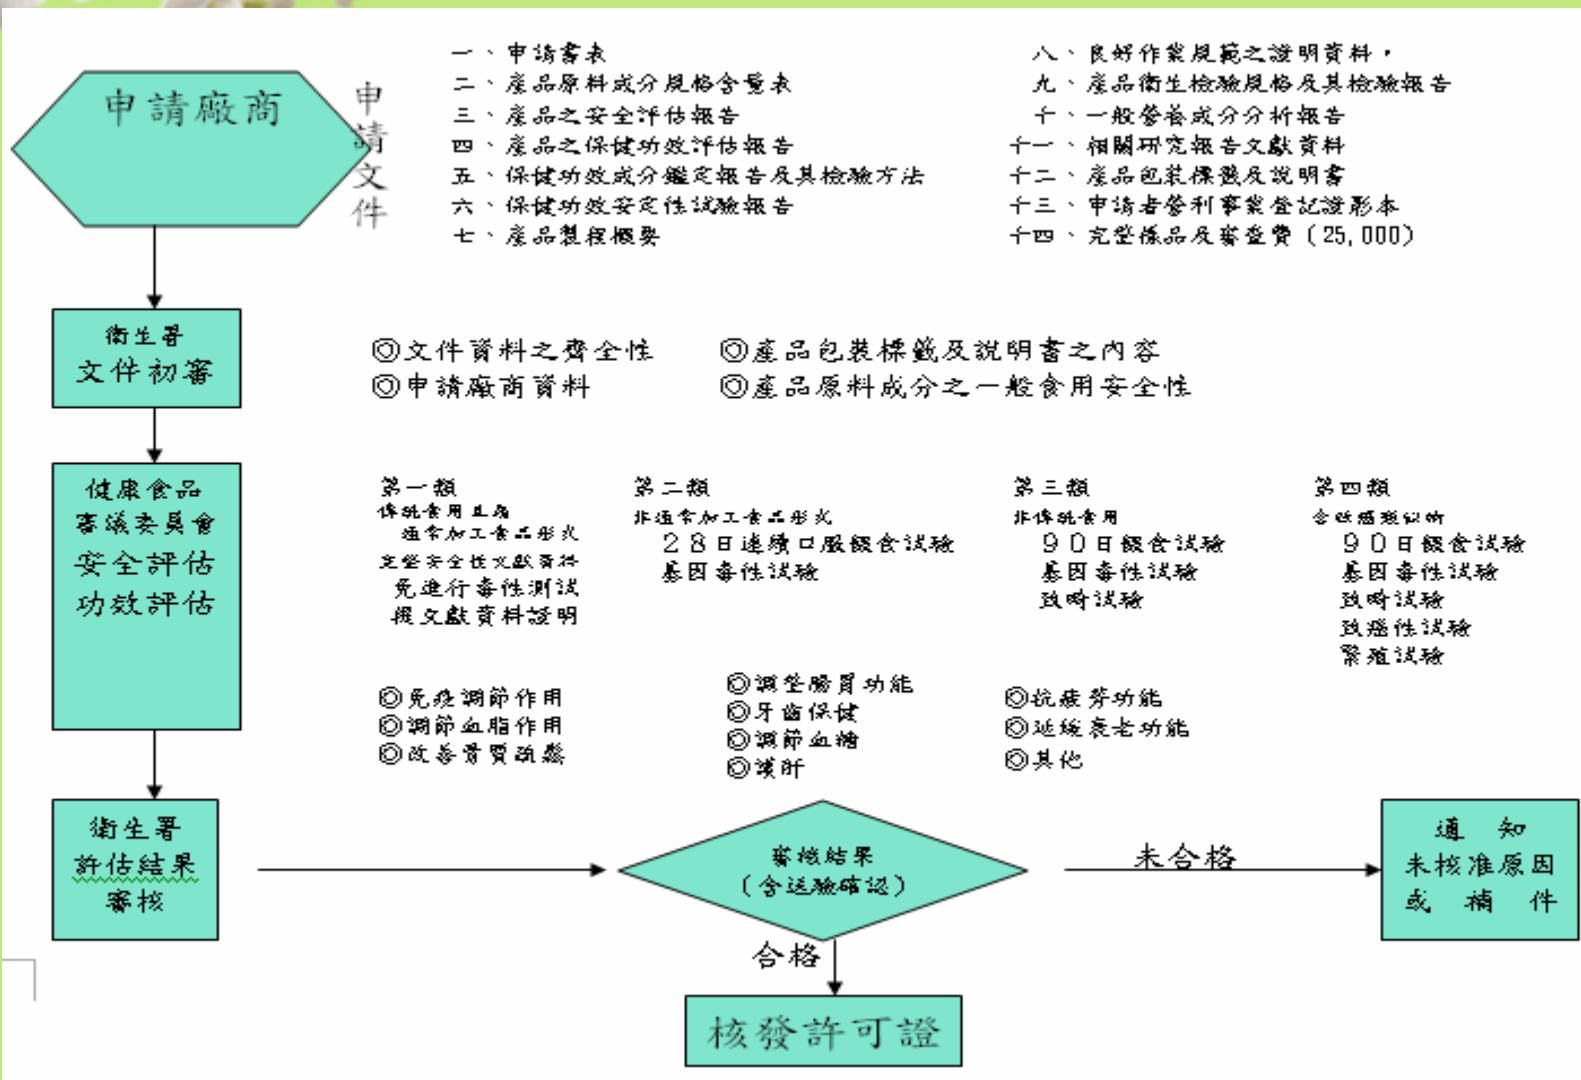 申請廠商
申請文件
一、申請書表
二、產品原料成分規格含量表
三、產品之安全評估報告
四、產品之保健功效評估報告
五、保健功效成分鑑定報告及其檢驗方法
六、保健功效安定性試驗報告
七、產品製程概要
八、良好作業規範之證明資料，
九、產品衛生檢驗規格及其檢驗報告
十、一般營養成分分析報告
十一、相關研究報告文獻資料
十二、產品包裝標籤及說明書
十三、申請者營利事業登記證影本
十四、完整樣品及審查費（25,000）
衛生署
文件初審
◎文件資料之齊全性
◎申請廠商資料
◎產品包裝標籤及說明書之內容
◎產品原料成分之一般食用安全性
健康食品
審議委員會
安全評估
功效評估
第一類
傳統食用且為
通常加工食品形式
完整安全性文獻資料
免進行毒性測試
提文獻資料證明
第二類
非通常加工食品形式
28日連續口服餵食試驗
基因毒性試驗
第三類
非傳統食用
90日餵食試驗
基因毒性試驗
致畸試驗
第四類
含致癌類似物
90日餵食試驗
基因毒性試驗
致畸試驗
致癌性試驗
繁殖試驗
◎免疫調節作用
◎調節血脂作用
◎改善骨質疏鬆
◎調整腸胃功能
◎牙齒保健
◎調節血糖
◎護肝
◎抗疲勞功能
◎延緩衰老功能
◎其他
衛生署
評估結果
審核
審核結果
（含送驗確認）
未合格
通知
未核准原因
或補件
合格
核發許可證